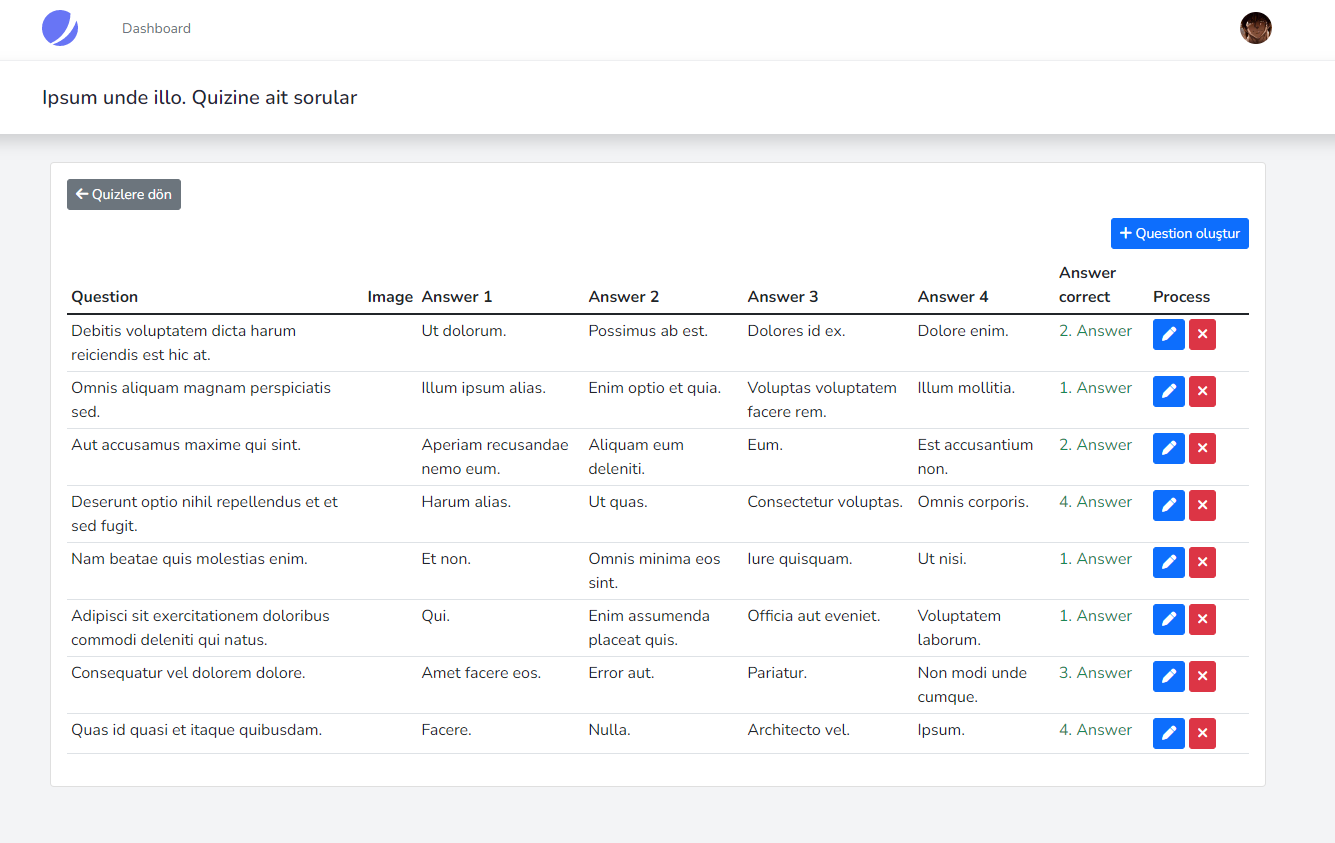 Dashboard
Ipsum unde illo. Quizine ait sorular
Quizlere dön
Question oluştur
Question Image Answer 1 Answer 2 Answer 3 Answer 4 Answer correct Process
Debitis voluptatem dicta harum reiciendis est hic at. Ut dolorum. Possimus ab est. Dolores id ex. Dolore enim. 2. Answer
Omnis aliquam magnam perspiciatis sed. Illum ipsum alias. Enim optio et quia. Voluptas voluptatem facere rem. Illum mollitia. 1. Answer
Aut accusamus maxime qui sint. Aperiam recusandae nemo eum. Aliquam eum deleniti. Eum. Est accusantium non. 2. Answer
Deserunt optio nihil repellendus et et sed fugit. Harum alias. Ut quas. Consectetur voluptas. Omnis corporis. 4. Answer
Nam beatae quis molestias enim. Et non. Omnis minima eos sint. Iure quisquam. Ut nisi. 1. Answer
Adipisci sit exercitationem doloribus commodi deleniti qui natus. Qui. Enim assumenda placeat quis. Officia aut eveniet. Voluptatem laborum. 1. Answer
Consequatur vel dolorem dolore. Amet facere eos. Error aut. Pariatur. Non modi unde cumque. 3. Answer
Quas id quasi et itaque quibusdam. Facere. Nulla. Architecto vel. Ipsum. 4. Answer